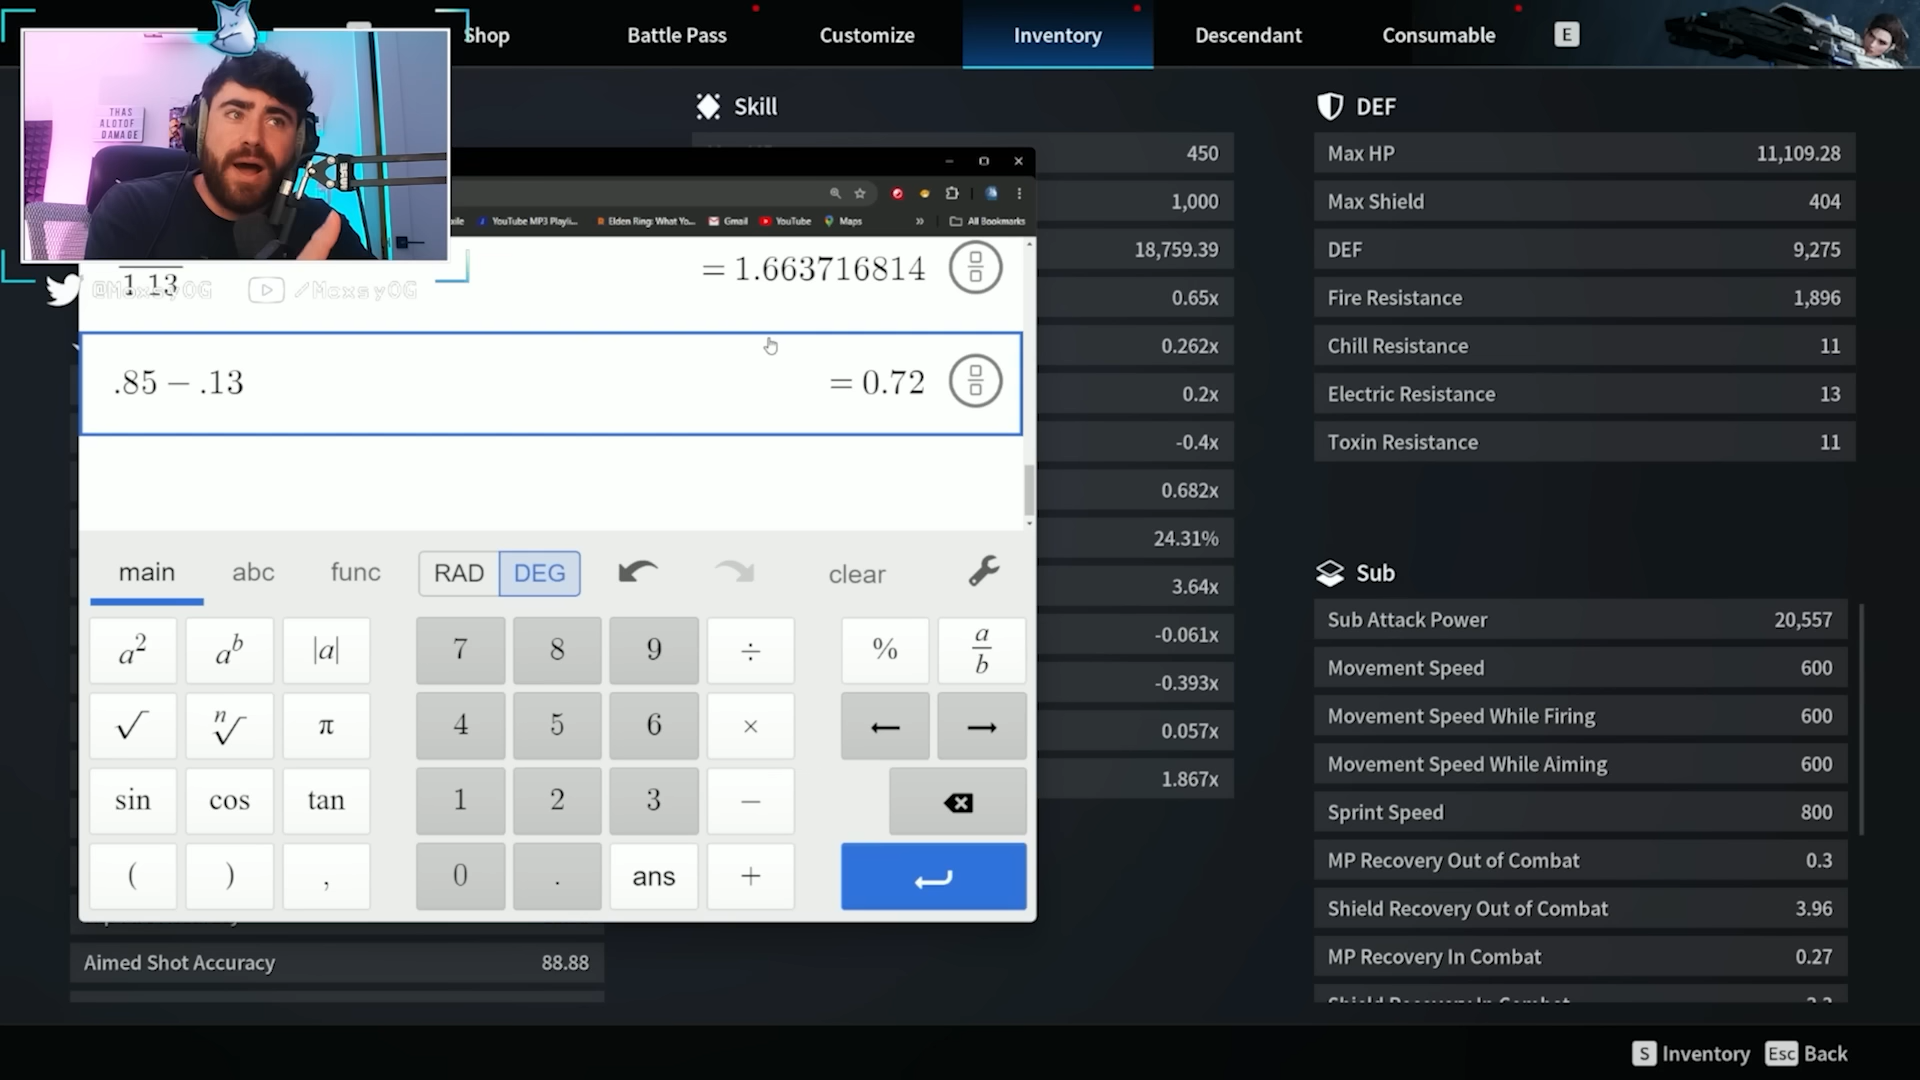 Shop
Battle Pass
Customize
Inventory
Descendant
Consumable
E
THAS
ALOTOF
DAMAGE
@MoxsyOG
/MoxsyOG
YouTube MP3 Playli...
Elden Ring: What Yo...
Gmail
YouTube
Maps
»
All Bookmarks
1.13
= 1.663716814
.85 − .13
= 0.72
main
abc
func
RAD
DEG
clear
a²
aᵇ
|a|
7
8
9
÷
%
a/b
√
ⁿ√
π
4
5
6
×
←
→
sin
cos
tan
1
2
3
−
(
)
,
0
.
ans
+
Aimed Shot Accuracy
88.88
Skill
450
1,000
18,759.39
0.65x
0.262x
0.2x
-0.4x
0.682x
24.31%
3.64x
-0.061x
-0.393x
0.057x
1.867x
DEF
Max HP 11,109.28
Max Shield 404
DEF 9,275
Fire Resistance 1,896
Chill Resistance 11
Electric Resistance 13
Toxin Resistance 11
Sub
Sub Attack Power 20,557
Movement Speed 600
Movement Speed While Firing 600
Movement Speed While Aiming 600
Sprint Speed 800
MP Recovery Out of Combat 0.3
Shield Recovery Out of Combat 3.96
MP Recovery In Combat 0.27
S Inventory Esc Back